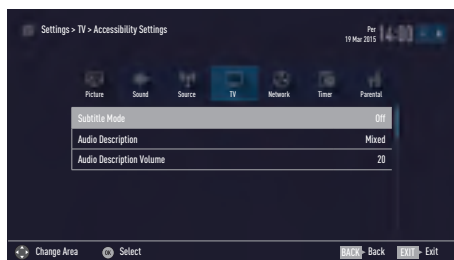 Settings > TV > Accessibility Settings
Per
19 Mar 2015 14:00
Picture Sound Source TV Network Timer Parental
Subtitle Mode Off
Audio Description Mixed
Audio Description Volume 20
Change Area OK Select BACK Back EXIT Exit